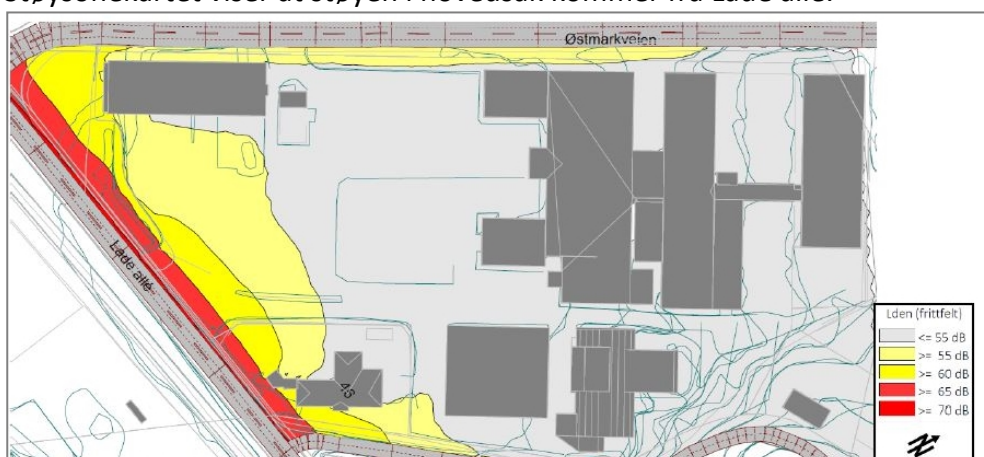 Støysonekartet viser at støyen i hovedsak kommer fra Lade allé.
Østmarkveien
Lade allé
46
Lden (frittfelt)
<= 55 dB
>= 55 dB
>= 60 dB
>= 65 dB
>= 70 dB
N